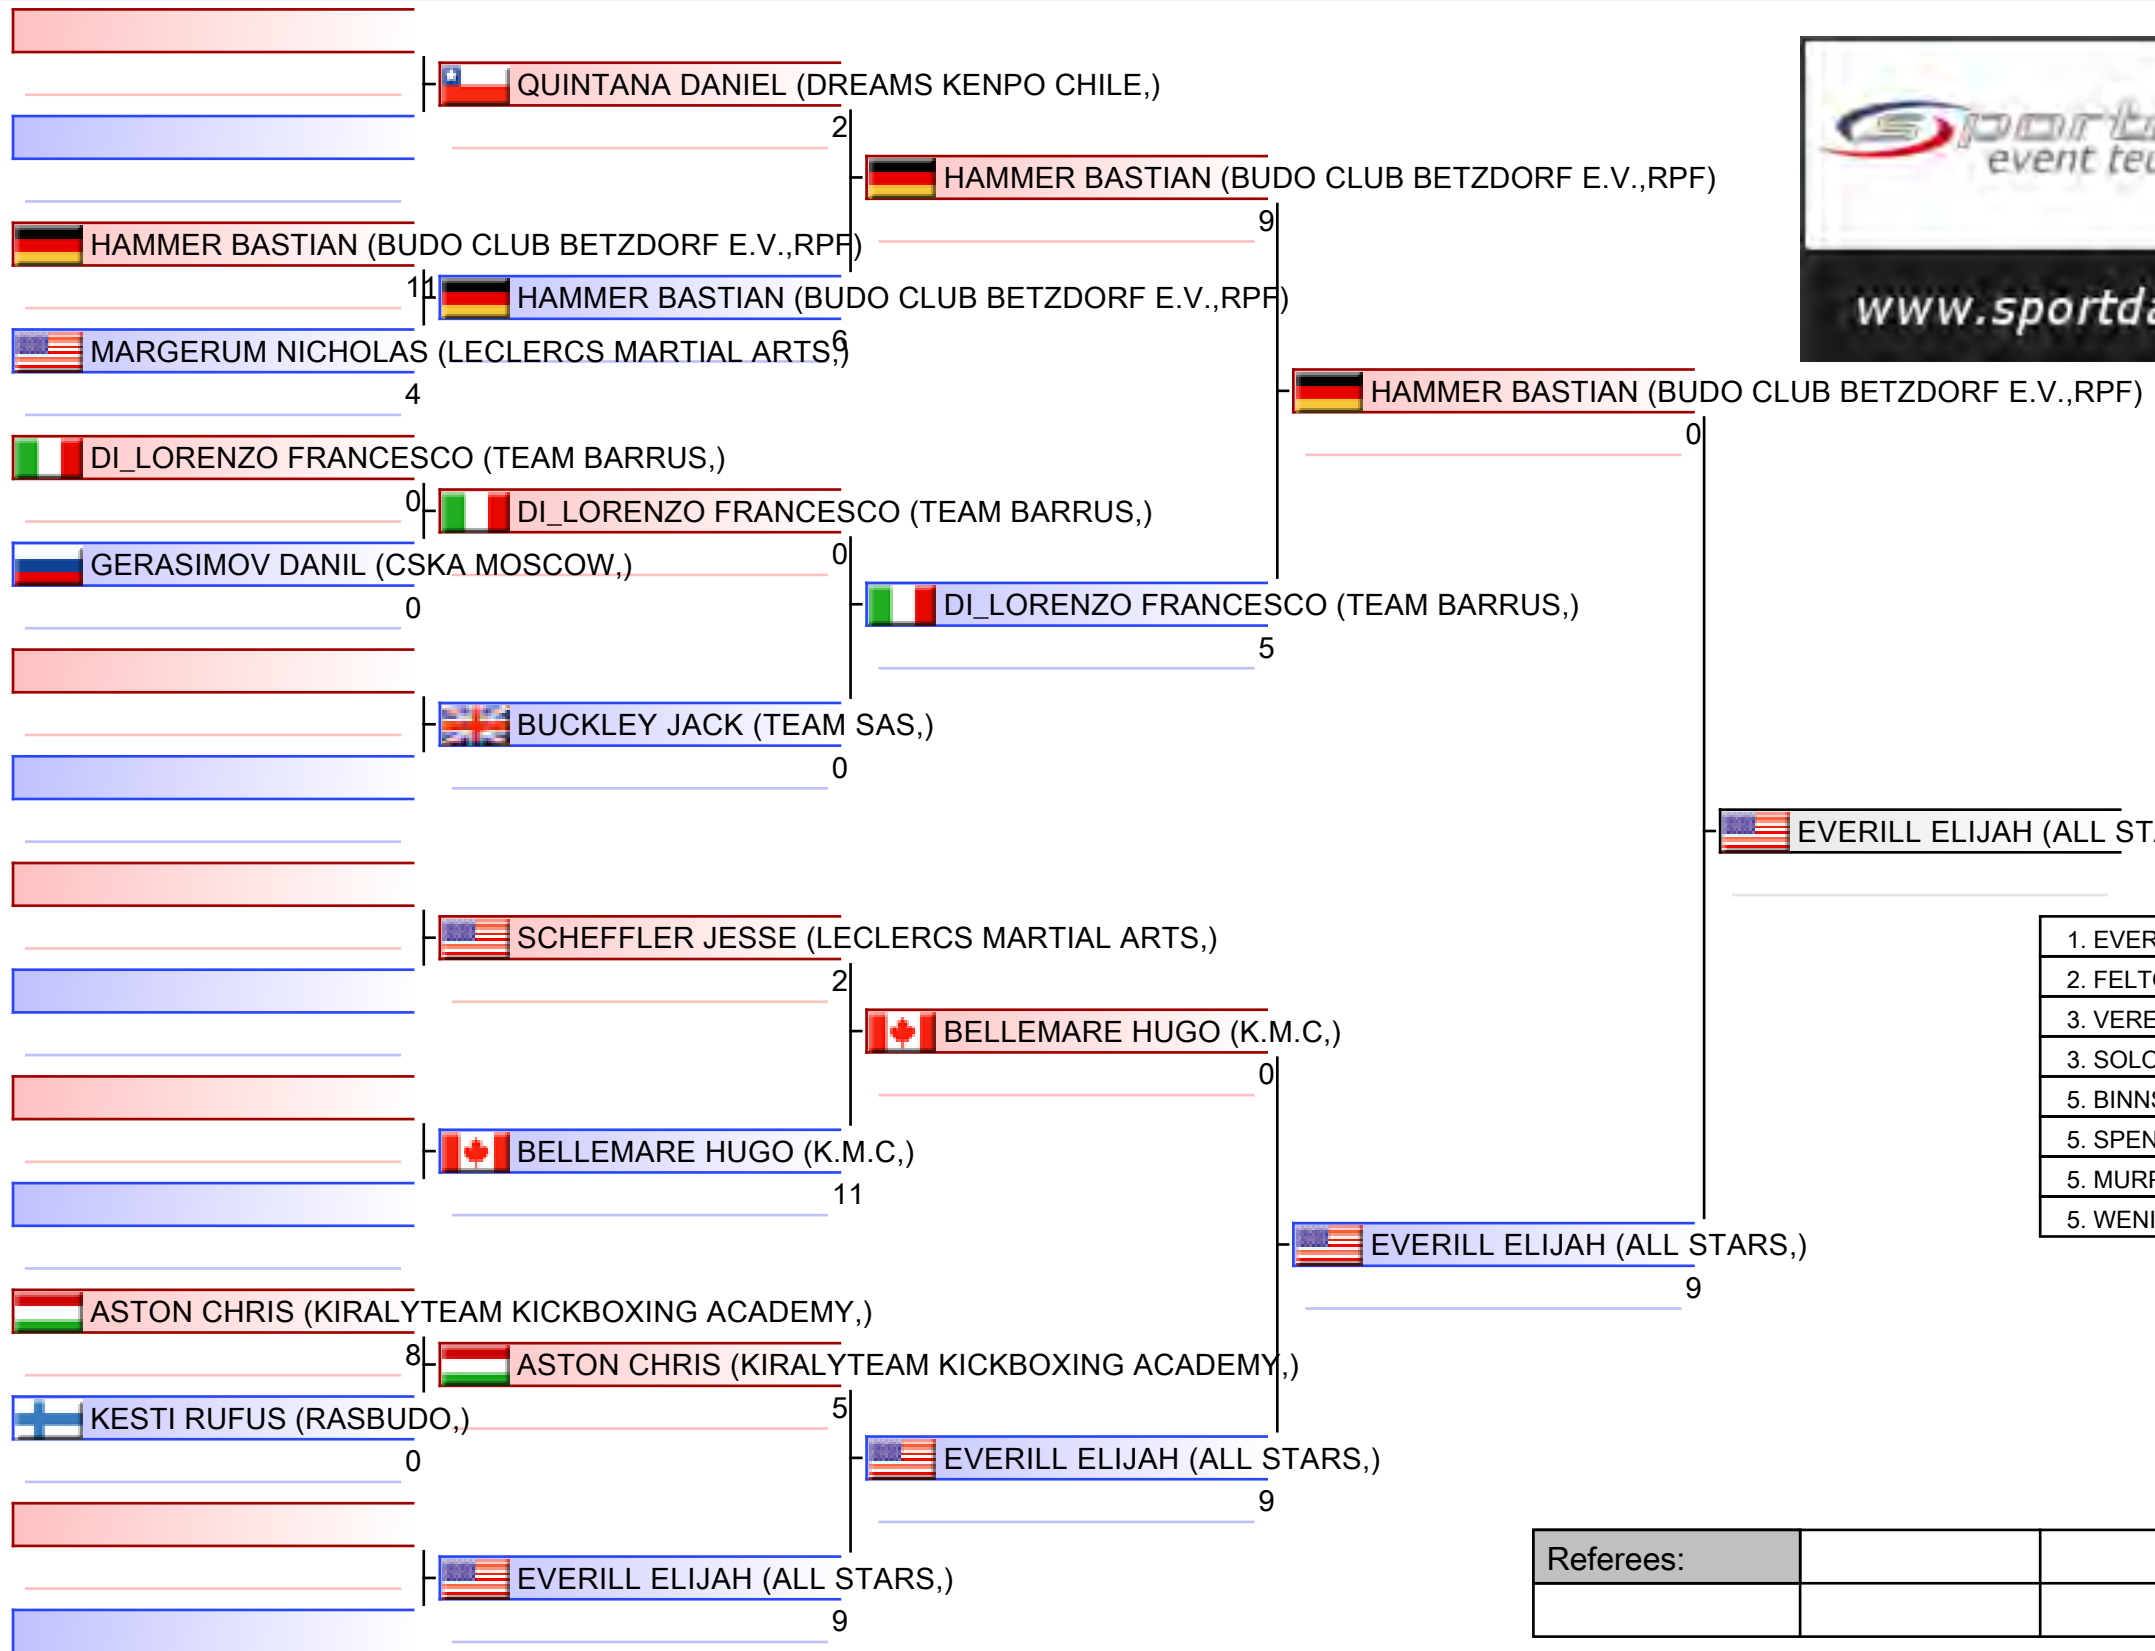 QUINTANA DANIEL (DREAMS KENPO CHILE,)
2
HAMMER BASTIAN (BUDO CLUB BETZDORF E.V.,RPF)
9
HAMMER BASTIAN (BUDO CLUB BETZDORF E.V.,RPF)
11
HAMMER BASTIAN (BUDO CLUB BETZDORF E.V.,RPF)
6
MARGERUM NICHOLAS (LECLERCS MARTIAL ARTS,)
4
HAMMER BASTIAN (BUDO CLUB BETZDORF E.V.,RPF)
0
DI_LORENZO FRANCESCO (TEAM BARRUS,)
0
DI_LORENZO FRANCESCO (TEAM BARRUS,)
0
GERASIMOV DANIL (CSKA MOSCOW,)
0
DI_LORENZO FRANCESCO (TEAM BARRUS,)
5
BUCKLEY JACK (TEAM SAS,)
0
EVERILL ELIJAH (ALL STA
SCHEFFLER JESSE (LECLERCS MARTIAL ARTS,)
2
BELLEMARE HUGO (K.M.C,)
0
BELLEMARE HUGO (K.M.C,)
11
EVERILL ELIJAH (ALL STARS,)
9
ASTON CHRIS (KIRALYTEAM KICKBOXING ACADEMY,)
8
ASTON CHRIS (KIRALYTEAM KICKBOXING ACADEMY,)
5
KESTI RUFUS (RASBUDO,)
0
EVERILL ELIJAH (ALL STARS,)
9
EVERILL ELIJAH (ALL STARS,)
9
event
www.sportda
1. EVER
2. FELT
3. VERE
3. SOLO
5. BINNS
5. SPEN
5. MURR
5. WENI
Referees: